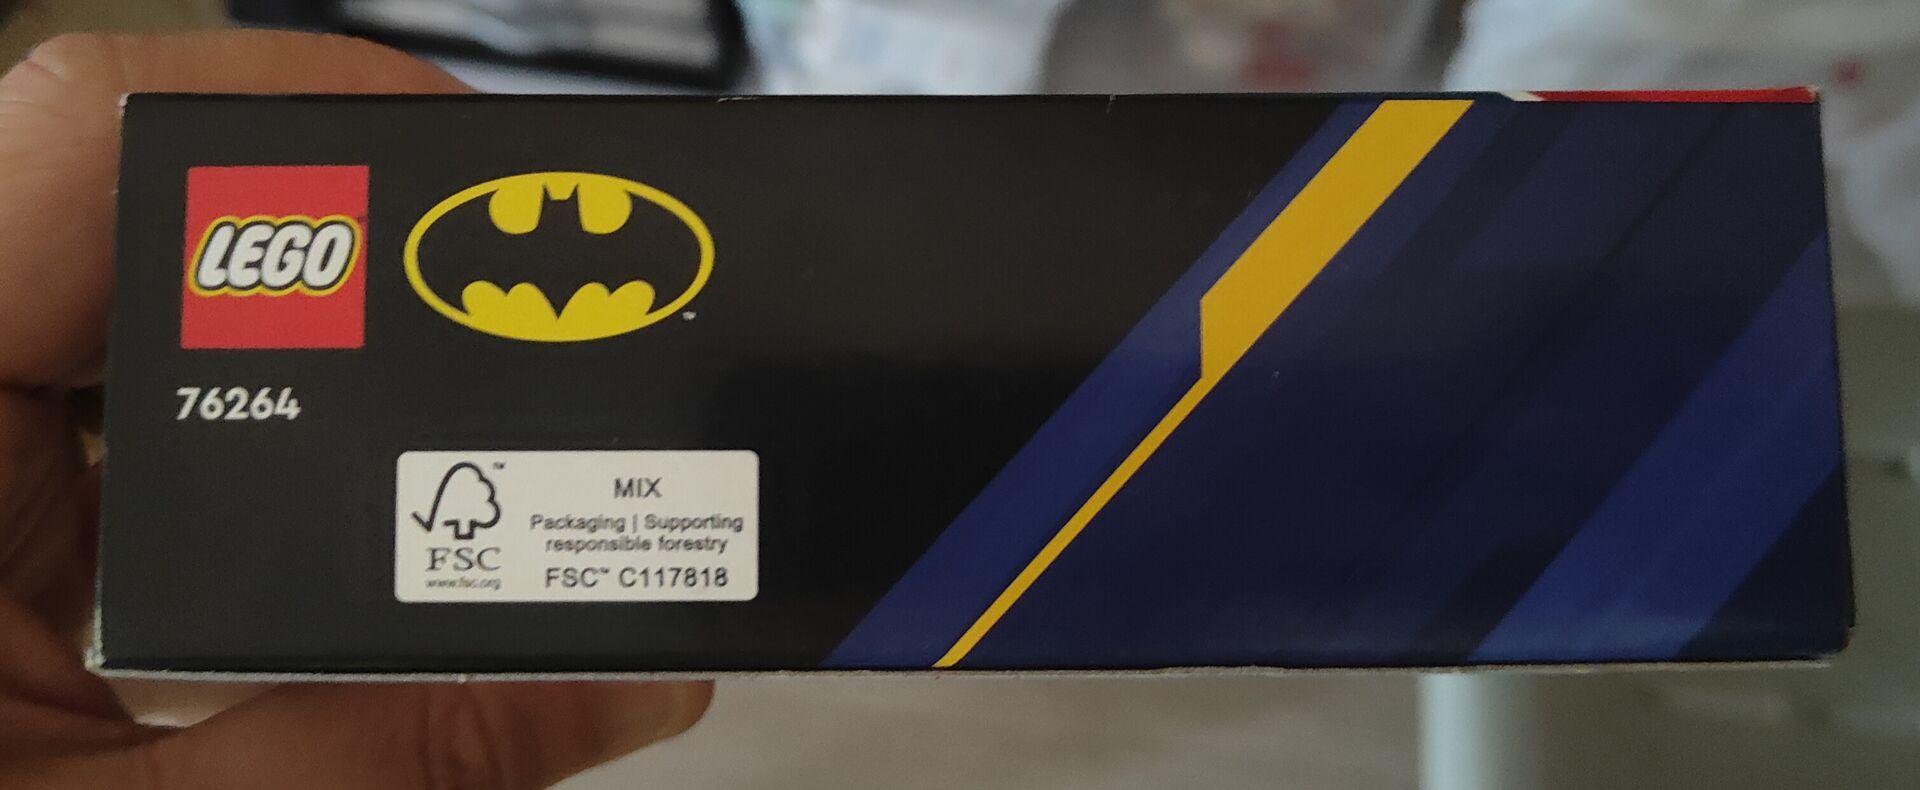 LEGO
76264
MIX
Packaging | Supporting
responsible forestry
FSC™ C117818
FSC
www.fsc.org